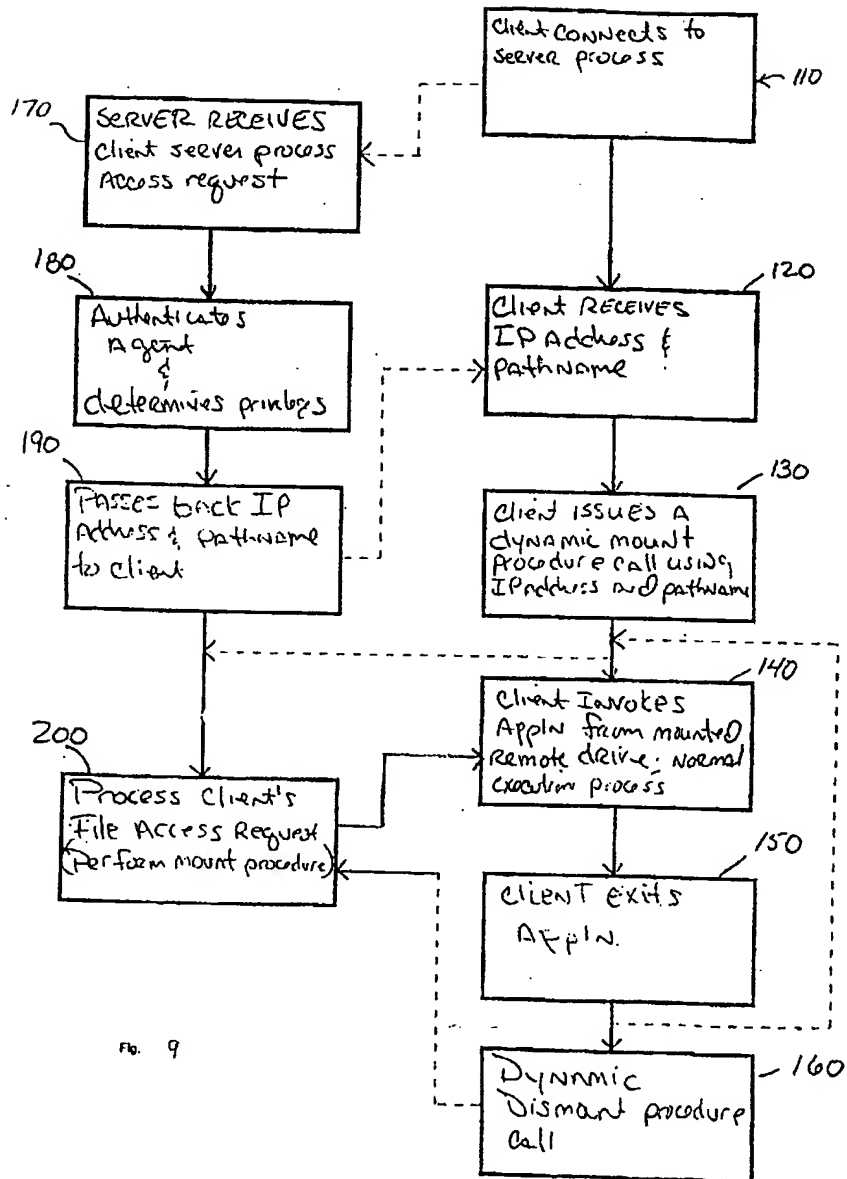 Client CONNECTS to
server process
110
170
SERVER RECEIVES
Client server process
Access request
180
Authenticates
Agent
&
determines privileges
120
Client RECEIVES
IP Address &
pathname
190
Passes back IP
Address & pathname
to client
130
Client ISSUES A
dynamic mount
procedure call using
IP address and pathname
140
Client Invokes
Appln from mounted
Remote drive; normal
execution process
200
Process Client's
File Access Request
(Perform mount procedure)
150
CLIENT EXITS
Appln.
160
Dynamic
Dismant procedure
call
Fig. 9